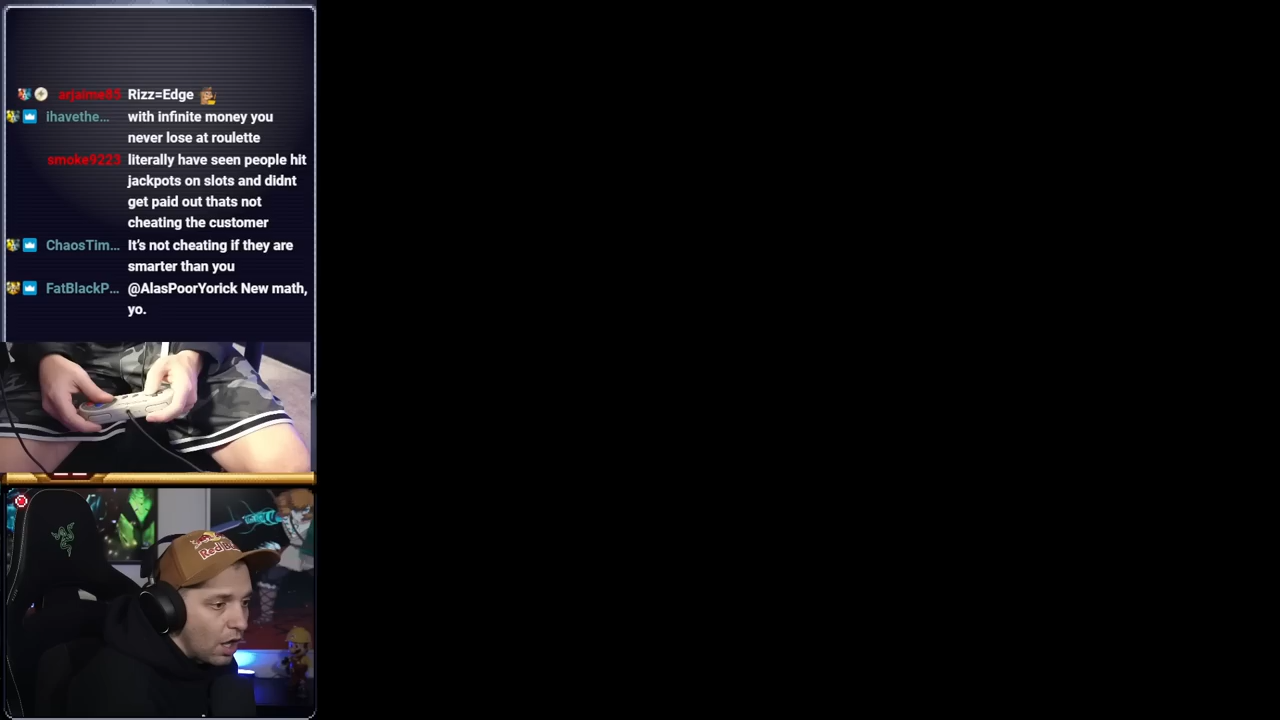 arjaime85 Rizz=Edge
ihavethe… with infinite money you
never lose at roulette
smoke9223 literally have seen people hit
jackpots on slots and didnt
get paid out thats not
cheating the customer
ChaosTim… It's not cheating if they are
smarter than you
FatBlackP… @AlasPoorYorick New math,
yo.
Red Bull